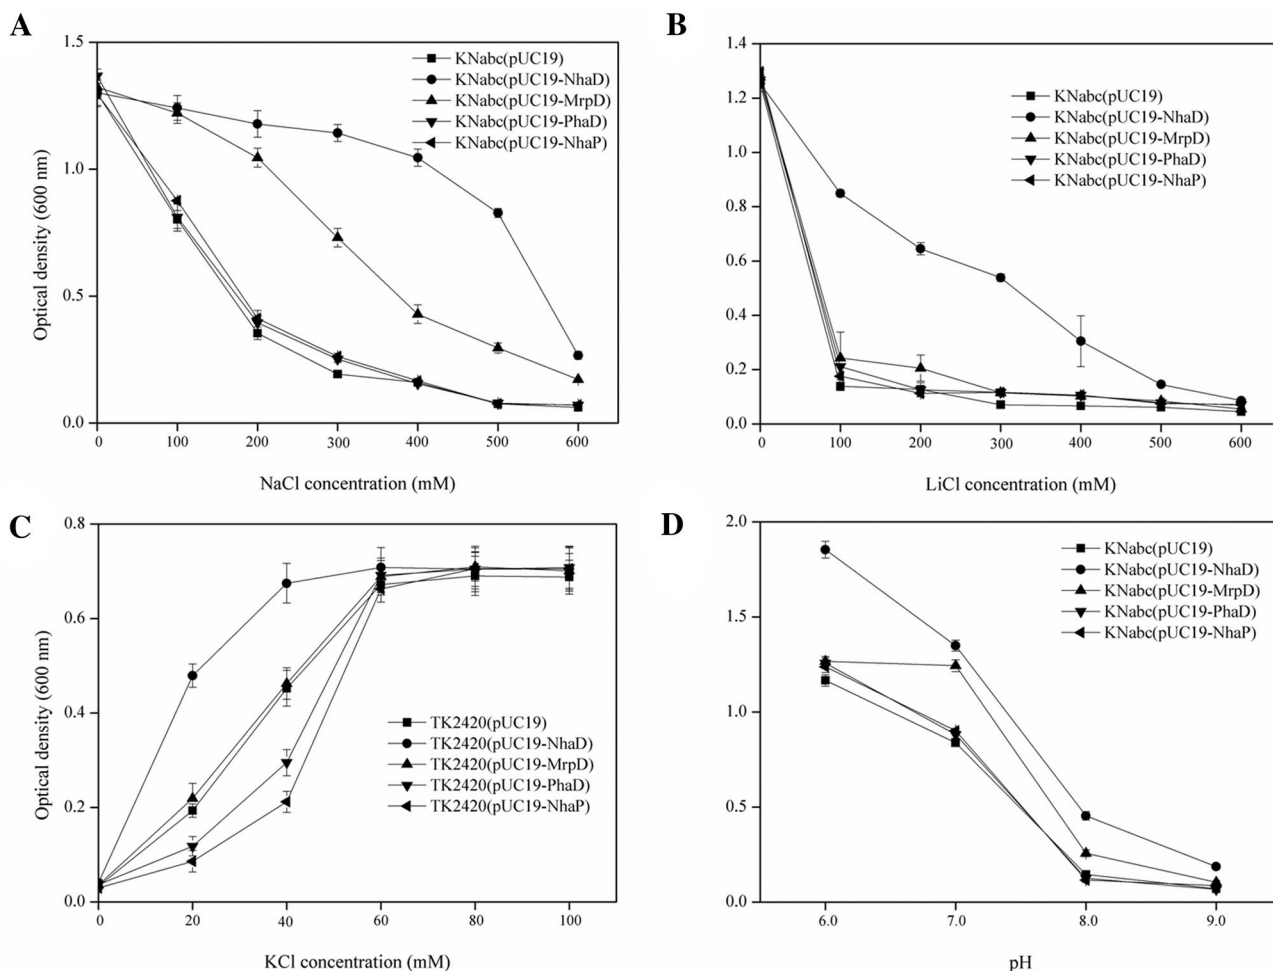 A
1.5
1.0
0.5
0.0
Optical density (600 nm)
KNabc(pUC19)
KNabc(pUC19-NhaD)
KNabc(pUC19-MrpD)
KNabc(pUC19-PhaD)
KNabc(pUC19-NhaP)
0 100 200 300 400 500 600
NaCl concentration (mM)
B
1.4
1.2
1.0
0.8
0.6
0.4
0.2
0.0
KNabc(pUC19)
KNabc(pUC19-NhaD)
KNabc(pUC19-MrpD)
KNabc(pUC19-PhaD)
KNabc(pUC19-NhaP)
0 100 200 300 400 500 600
LiCl concentration (mM)
C
0.8
0.6
0.4
0.2
0.0
Optical density (600 nm)
TK2420(pUC19)
TK2420(pUC19-NhaD)
TK2420(pUC19-MrpD)
TK2420(pUC19-PhaD)
TK2420(pUC19-NhaP)
0 20 40 60 80 100
KCl concentration (mM)
D
2.0
1.5
1.0
0.5
0.0
KNabc(pUC19)
KNabc(pUC19-NhaD)
KNabc(pUC19-MrpD)
KNabc(pUC19-PhaD)
KNabc(pUC19-NhaP)
6.0 7.0 8.0 9.0
pH